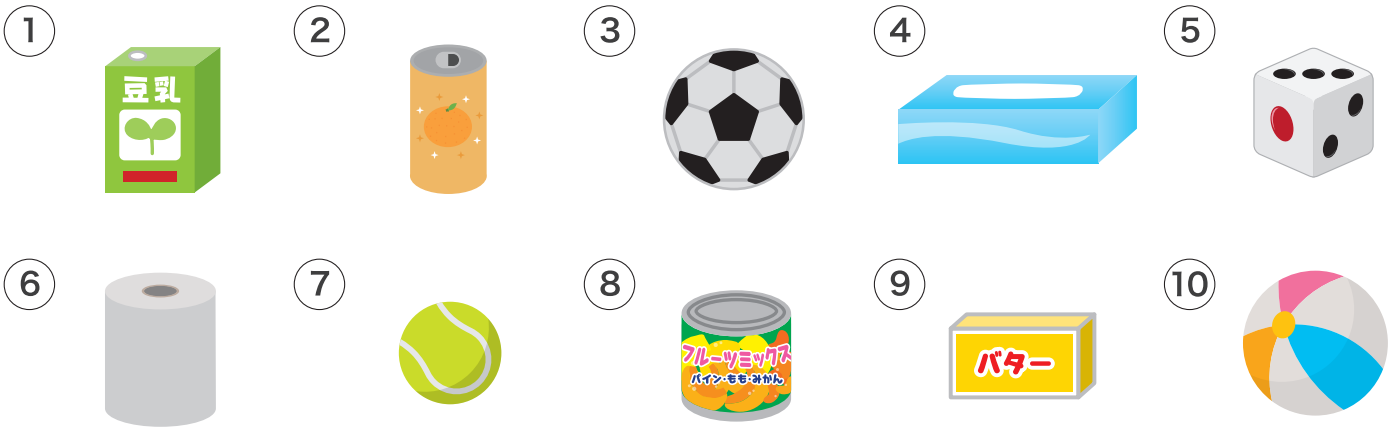 ①
豆乳
②
③
④
⑤
⑥
⑦
⑧
フルーツミックス
パイン・もも・みかん
⑨
バター
⑩